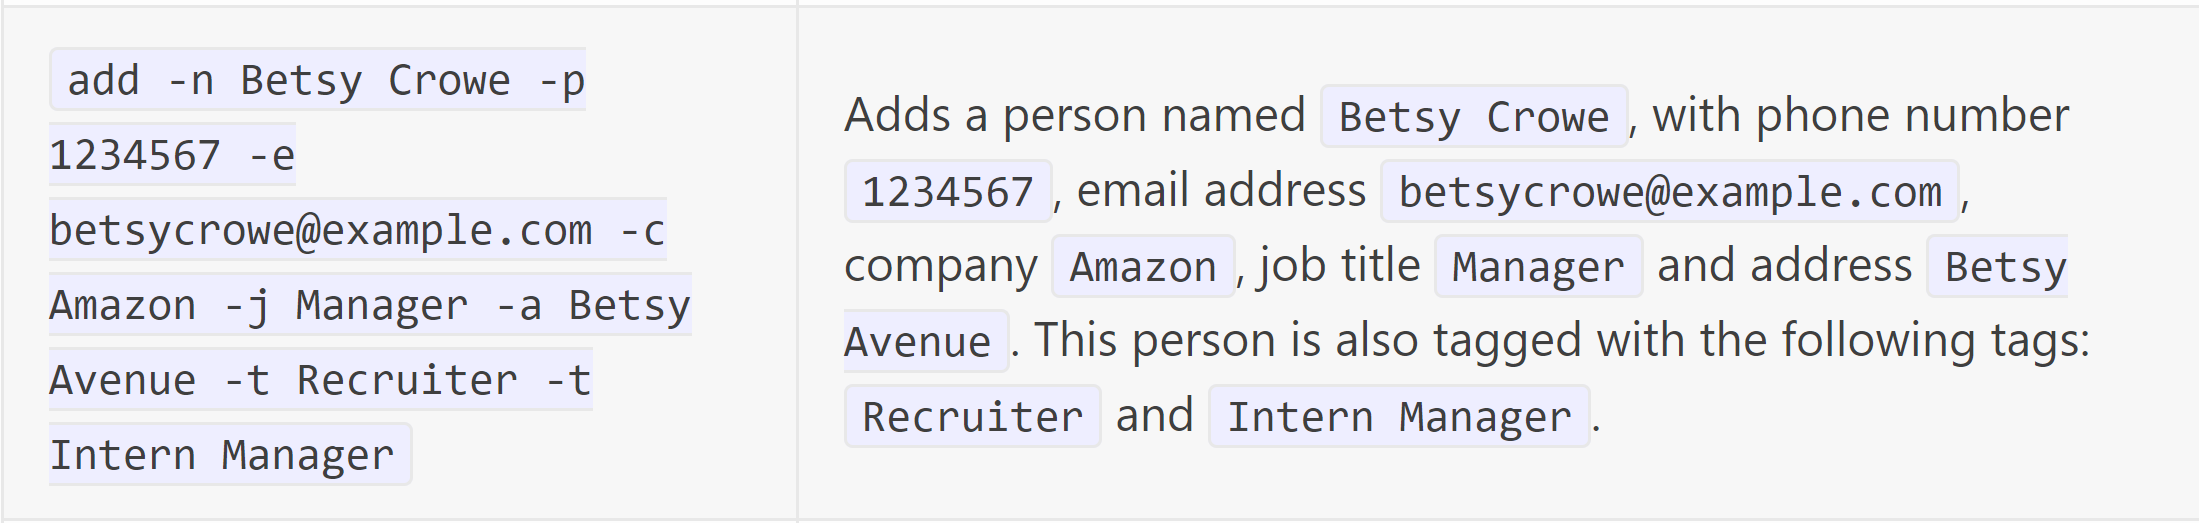 add -n Betsy Crowe -p
1234567 -e
betsycrowe@example.com -c
Amazon -j Manager -a Betsy
Avenue -t Recruiter -t
Intern Manager
Adds a person named Betsy Crowe, with phone number
1234567, email address betsycrowe@example.com,
company Amazon, job title Manager and address Betsy
Avenue. This person is also tagged with the following tags:
Recruiter and Intern Manager.